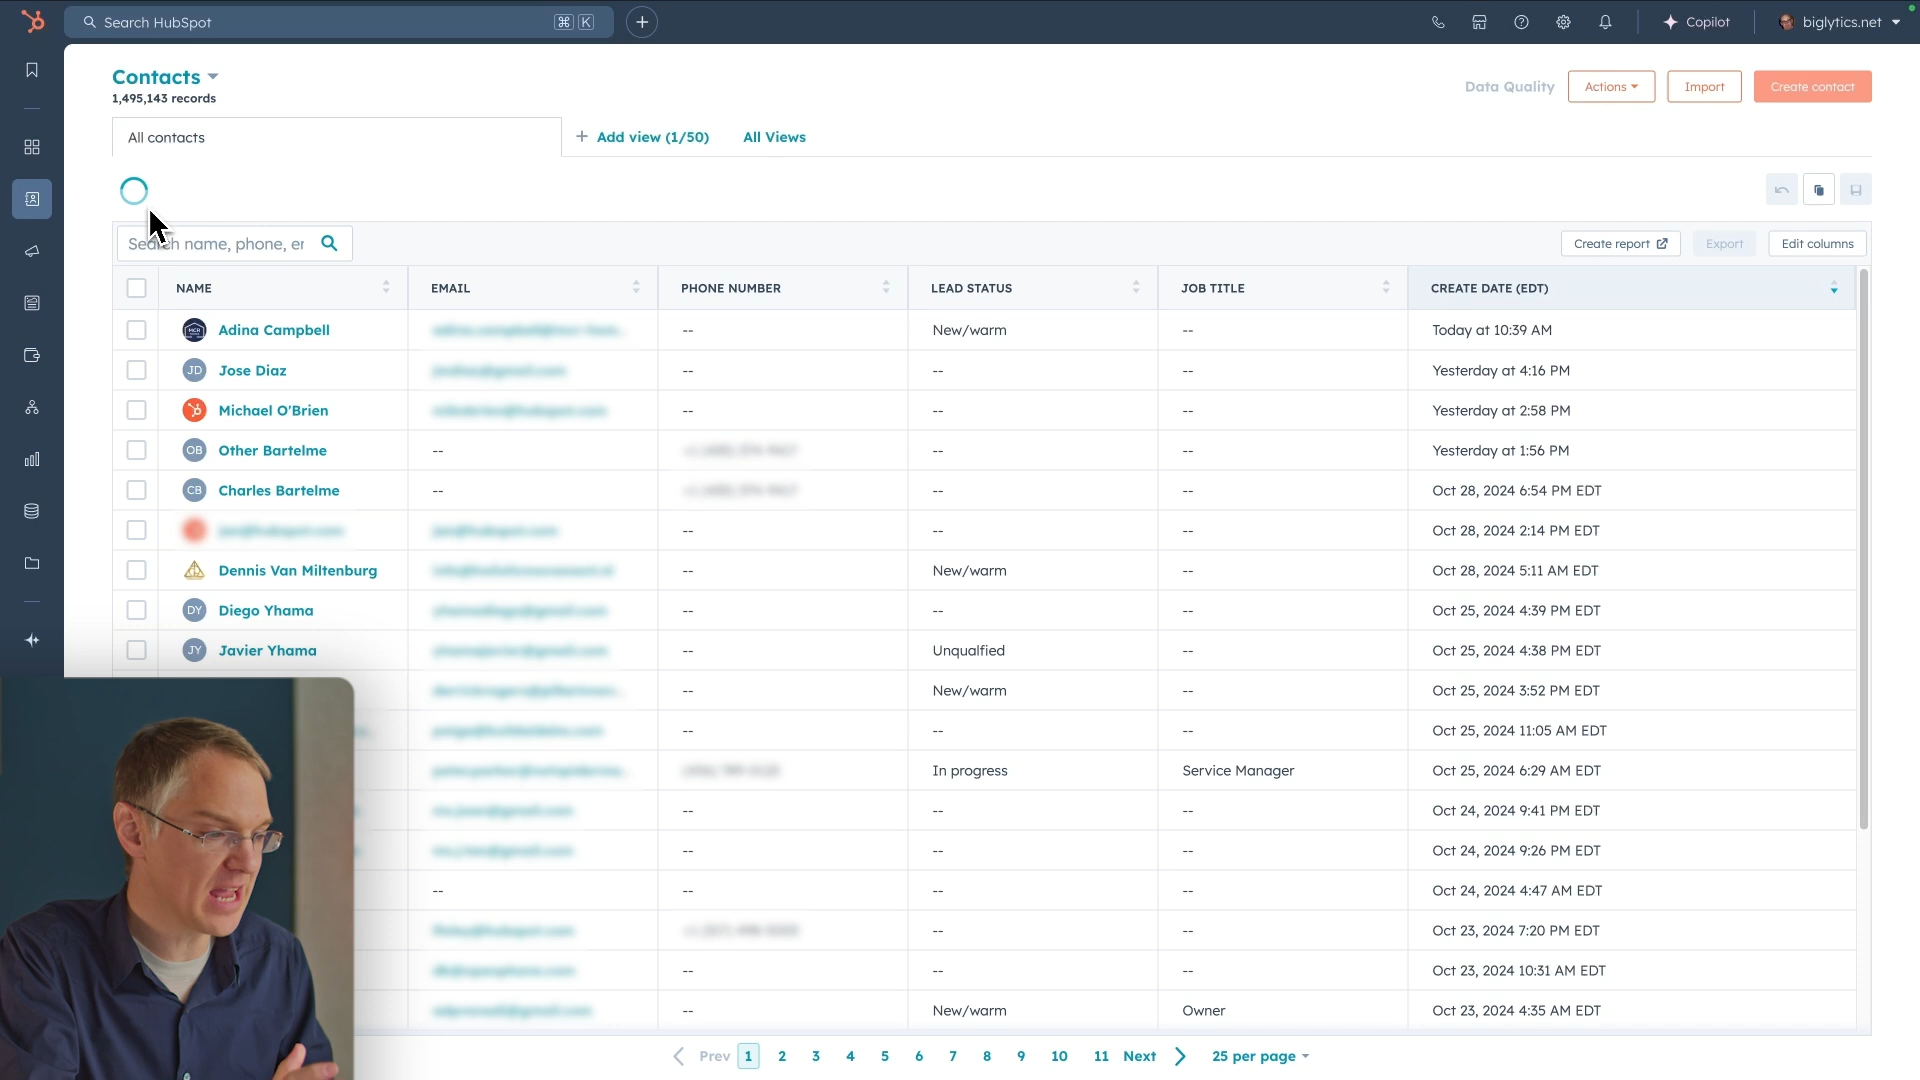 Search HubSpot
⌘ K
Copilot
biglytics.net
Contacts
1,495,143 records
Data Quality
Actions
Import
Create contact
All contacts
+ Add view (1/50)
All Views
Search name, phone, er
Create report
Export
Edit columns
NAME EMAIL PHONE NUMBER LEAD STATUS JOB TITLE CREATE DATE (EDT)
Adina Campbell -- New/warm -- Today at 10:39 AM
JD Jose Diaz -- -- -- Yesterday at 4:16 PM
Michael O'Brien -- -- -- Yesterday at 2:58 PM
OB Other Bartelme -- -- -- Yesterday at 1:56 PM
CB Charles Bartelme -- -- -- Oct 28, 2024 6:54 PM EDT
-- -- -- Oct 28, 2024 2:14 PM EDT
Dennis Van Miltenburg -- New/warm -- Oct 28, 2024 5:11 AM EDT
DY Diego Yhama -- -- -- Oct 25, 2024 4:39 PM EDT
JY Javier Yhama -- Unqualfied -- Oct 25, 2024 4:38 PM EDT
-- New/warm -- Oct 25, 2024 3:52 PM EDT
-- -- -- Oct 25, 2024 11:05 AM EDT
In progress Service Manager Oct 25, 2024 6:29 AM EDT
-- -- -- Oct 24, 2024 9:41 PM EDT
-- -- -- Oct 24, 2024 9:26 PM EDT
-- -- -- -- Oct 24, 2024 4:47 AM EDT
-- -- Oct 23, 2024 7:20 PM EDT
-- -- -- Oct 23, 2024 10:31 AM EDT
-- New/warm Owner Oct 23, 2024 4:35 AM EDT
Prev 1 2 3 4 5 6 7 8 9 10 11 Next 25 per page